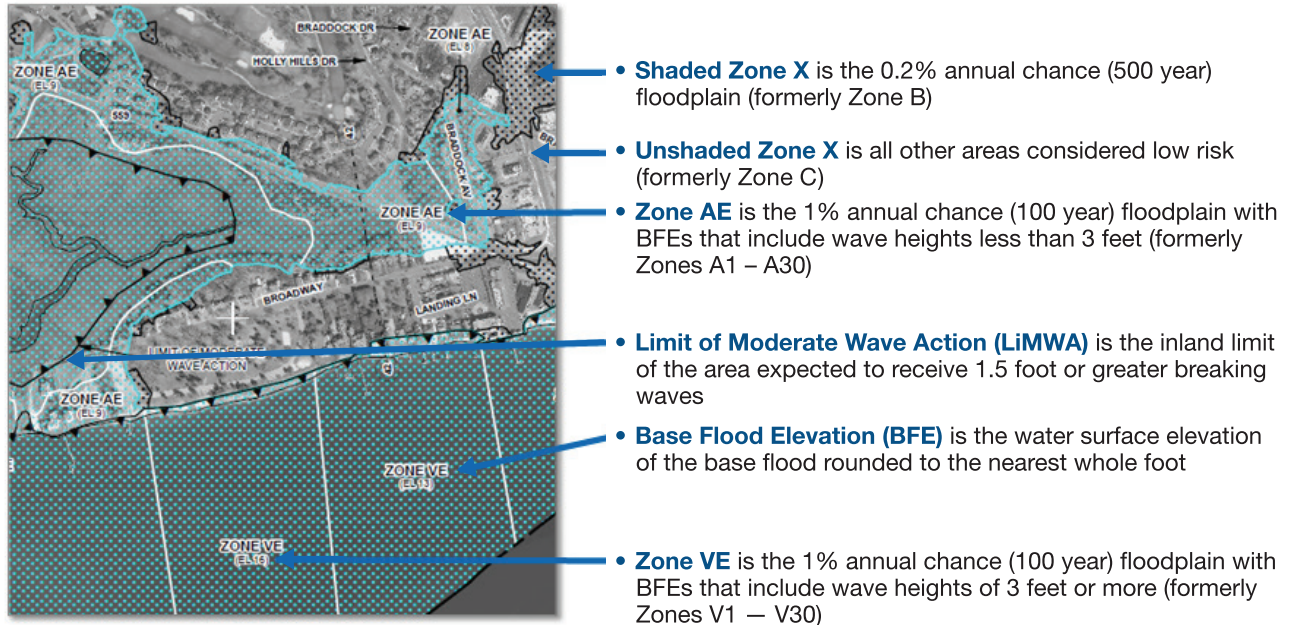 BRADDOCK DR
ZONE AE
(EL 8)
HOLLY HILLS DR
ZONE AE
(EL 9)
559
42
BRADDOCK AV
BRA
ZONE AE
(EL 9)
BROADWAY
LANDING LN
LIMIT OF MODERATE
WAVE ACTION
42
ZONE AE
(EL 9)
ZONE VE
(EL 13)
ZONE VE
(EL 16)
• Shaded Zone X is the 0.2% annual chance (500 year)
floodplain (formerly Zone B)
• Unshaded Zone X is all other areas considered low risk
(formerly Zone C)
• Zone AE is the 1% annual chance (100 year) floodplain with
BFEs that include wave heights less than 3 feet (formerly
Zones A1 – A30)
• Limit of Moderate Wave Action (LiMWA) is the inland limit
of the area expected to receive 1.5 foot or greater breaking
waves
• Base Flood Elevation (BFE) is the water surface elevation
of the base flood rounded to the nearest whole foot
• Zone VE is the 1% annual chance (100 year) floodplain with
BFEs that include wave heights of 3 feet or more (formerly
Zones V1 — V30)